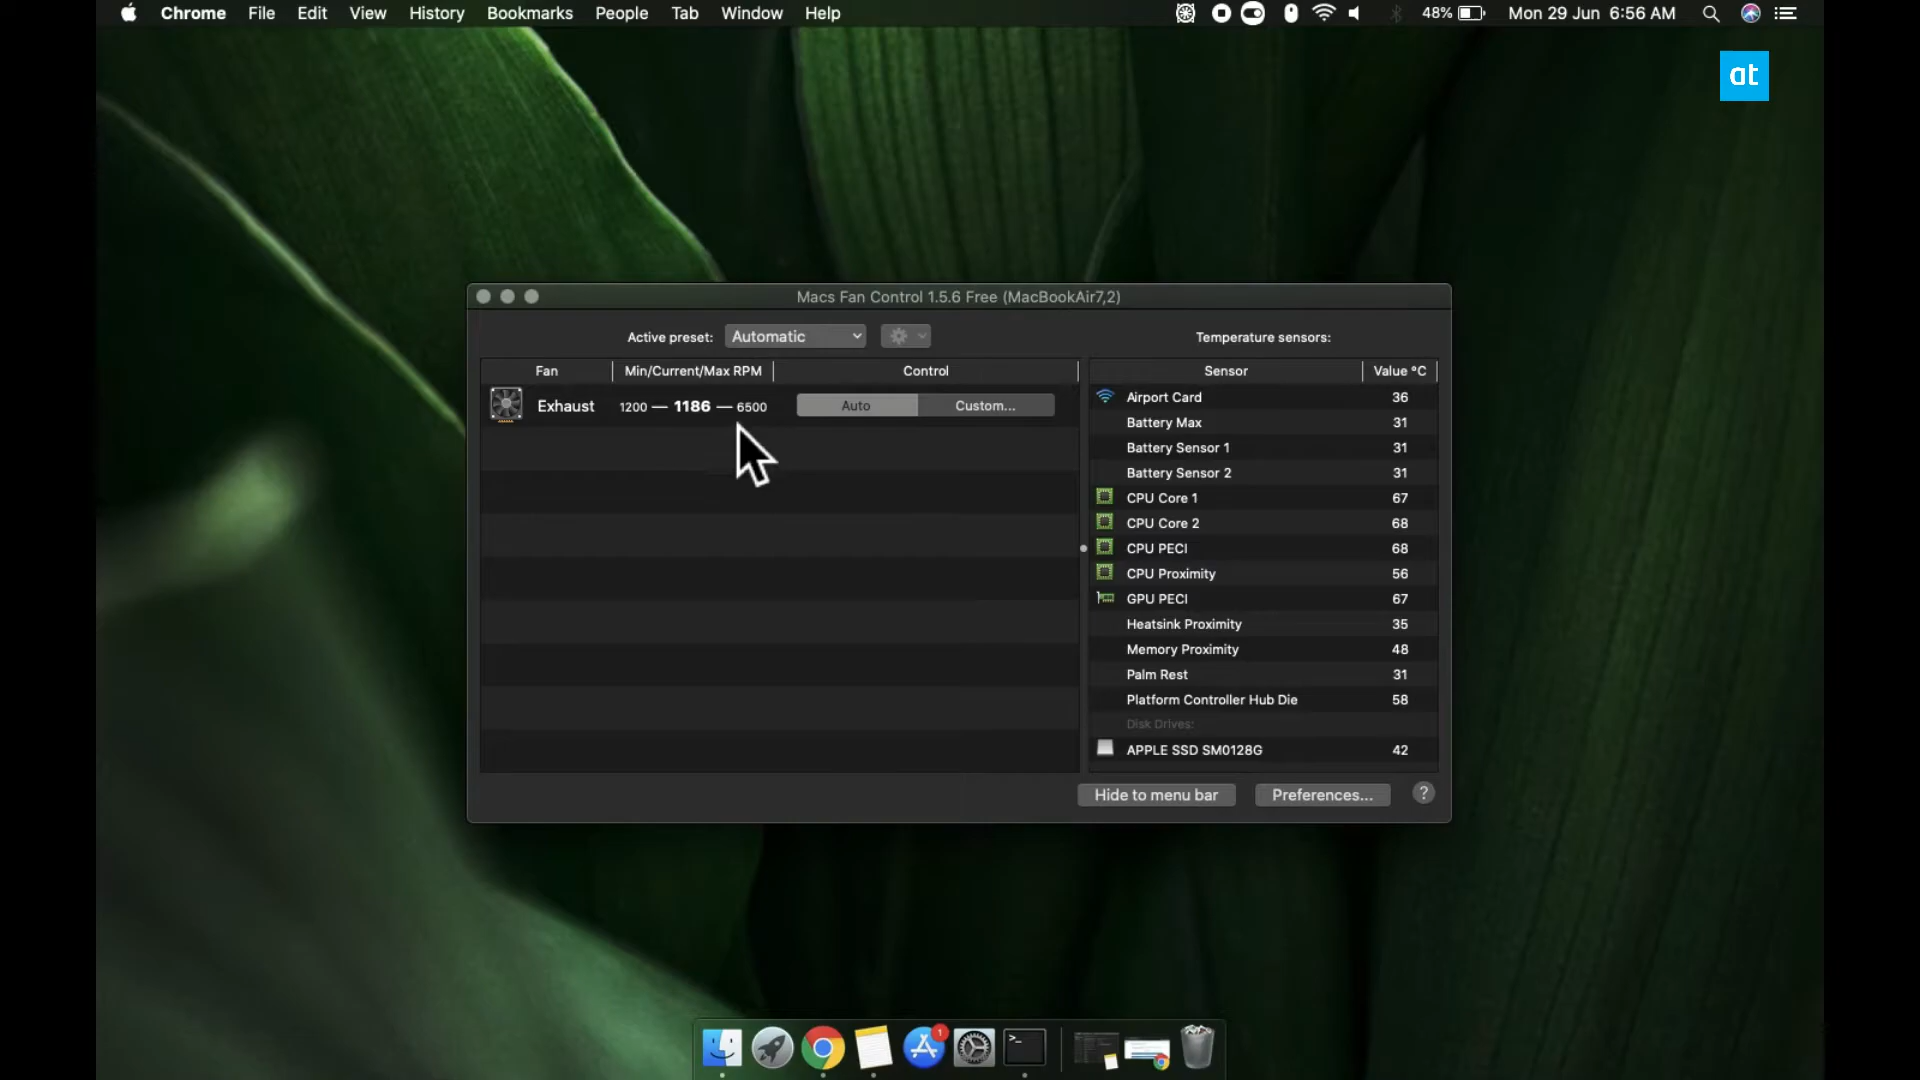 Chrome File Edit View History Bookmarks People Tab Window Help 48% Mon 29 Jun 6:56 AM
at
Macs Fan Control 1.5.6 Free (MacBookAir7,2)
Active preset: Automatic Temperature sensors:
Fan Min/Current/Max RPM Control Sensor Value °C
Exhaust 1200 — 1186 — 6500 Auto Custom...
Airport Card 36
Battery Max 31
Battery Sensor 1 31
Battery Sensor 2 31
CPU Core 1 67
CPU Core 2 68
CPU PECI 68
CPU Proximity 56
GPU PECI 67
Heatsink Proximity 35
Memory Proximity 48
Palm Rest 31
Platform Controller Hub Die 58
Disk Drives:
APPLE SSD SM0128G 42
Hide to menu bar Preferences... ?
1
>_